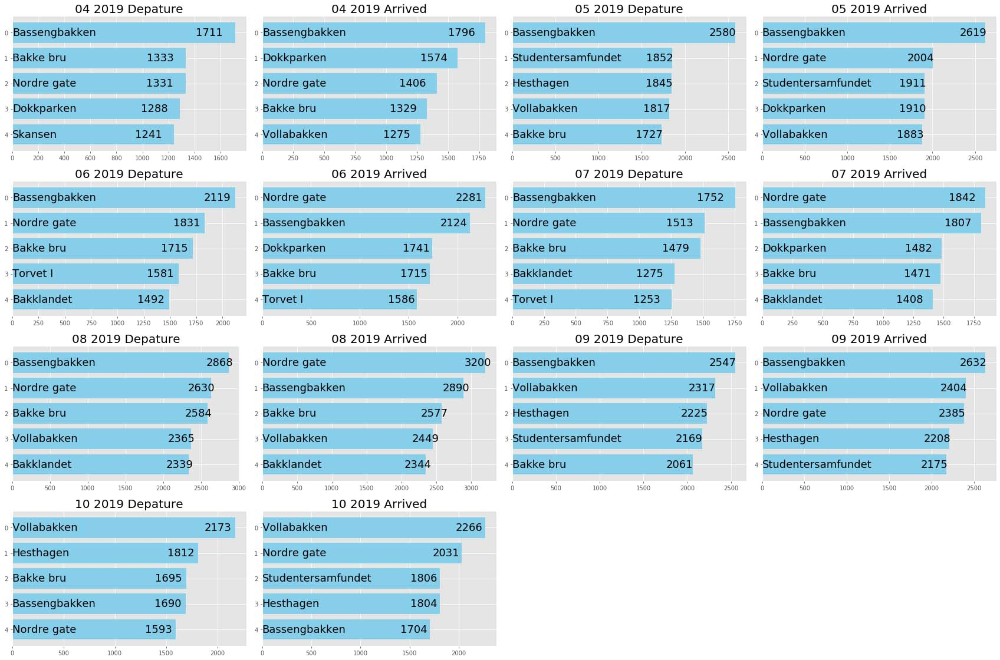 04 2019 Depature
0 Bassengbakken 1711
1 Bakke bru 1333
2 Nordre gate 1331
3 Dokkparken 1288
4 Skansen 1241
0 200 400 600 800 1000 1200 1400 1600
04 2019 Arrived
0 Bassengbakken 1796
1 Dokkparken 1574
2 Nordre gate 1406
3 Bakke bru 1329
4 Vollabakken 1275
0 250 500 750 1000 1250 1500 1750
05 2019 Depature
0 Bassengbakken 2580
1 Studentersamfundet 1852
2 Hesthagen 1845
3 Vollabakken 1817
4 Bakke bru 1727
0 500 1000 1500 2000 2500
05 2019 Arrived
0 Bassengbakken 2619
1 Nordre gate 2004
2 Studentersamfundet 1911
3 Dokkparken 1910
4 Vollabakken 1883
0 500 1000 1500 2000 2500
06 2019 Depature
0 Bassengbakken 2119
1 Nordre gate 1831
2 Bakke bru 1715
3 Torvet I 1581
4 Bakklandet 1492
0 250 500 750 1000 1250 1500 1750 2000
06 2019 Arrived
0 Nordre gate 2281
1 Bassengbakken 2124
2 Dokkparken 1741
3 Bakke bru 1715
4 Torvet I 1586
0 500 1000 1500 2000
07 2019 Depature
0 Bassengbakken 1752
1 Nordre gate 1513
2 Bakke bru 1479
3 Bakklandet 1275
4 Torvet I 1253
0 250 500 750 1000 1250 1500 1750
07 2019 Arrived
0 Nordre gate 1842
1 Bassengbakken 1807
2 Dokkparken 1482
3 Bakke bru 1471
4 Bakklandet 1408
0 250 500 750 1000 1250 1500 1750
08 2019 Depature
0 Bassengbakken 2868
1 Nordre gate 2630
2 Bakke bru 2584
3 Vollabakken 2365
4 Bakklandet 2339
0 500 1000 1500 2000 2500 3000
08 2019 Arrived
0 Nordre gate 3200
1 Bassengbakken 2890
2 Bakke bru 2577
3 Vollabakken 2449
4 Bakklandet 2344
0 500 1000 1500 2000 2500 3000
09 2019 Depature
0 Bassengbakken 2547
1 Vollabakken 2317
2 Hesthagen 2225
3 Studentersamfundet 2169
4 Bakke bru 2061
0 500 1000 1500 2000 2500
09 2019 Arrived
0 Bassengbakken 2632
1 Vollabakken 2404
2 Nordre gate 2385
3 Hesthagen 2208
4 Studentersamfundet 2175
0 500 1000 1500 2000 2500
10 2019 Depature
0 Vollabakken 2173
1 Hesthagen 1812
2 Bakke bru 1695
3 Bassengbakken 1690
4 Nordre gate 1593
0 500 1000 1500 2000
10 2019 Arrived
0 Vollabakken 2266
1 Nordre gate 2031
2 Studentersamfundet 1806
3 Hesthagen 1804
4 Bassengbakken 1704
0 500 1000 1500 2000